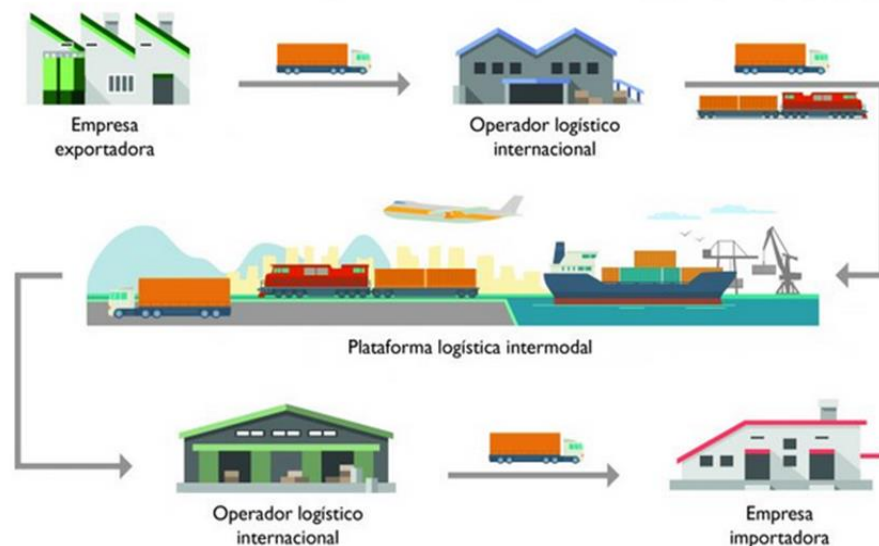 Empresa
exportadora
Operador logístico
internacional
Plataforma logística intermodal
Operador logístico
internacional
Empresa
importadora